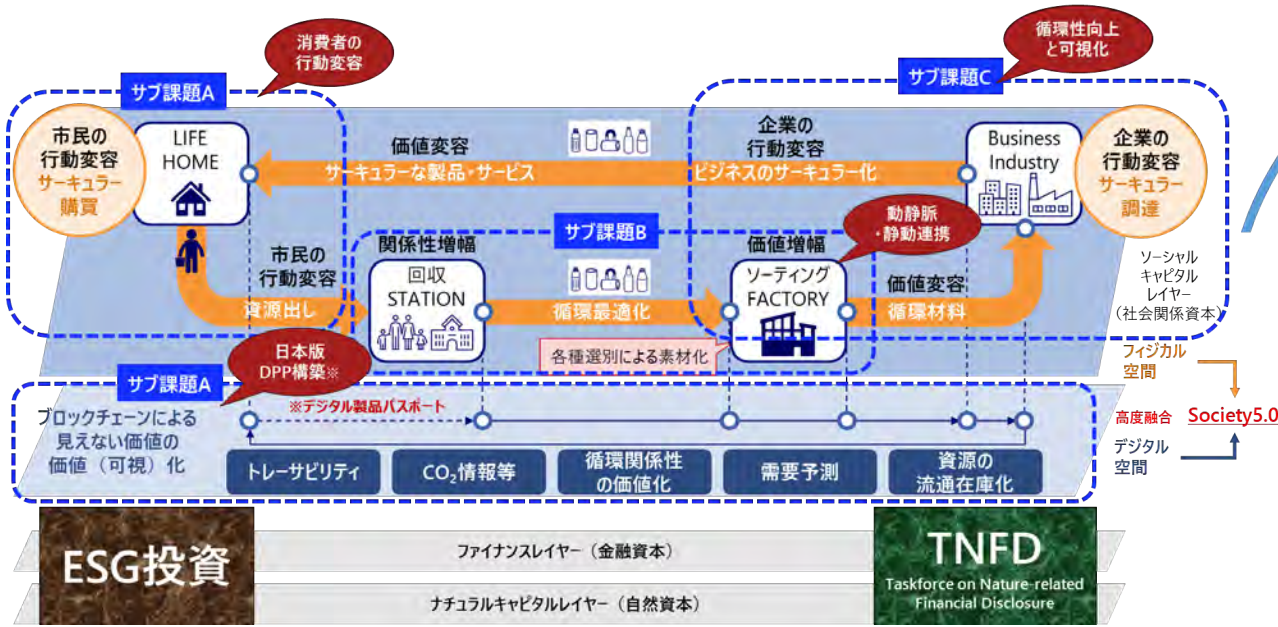 消費者の
行動変容
循環性向上
と可視化
サブ課題A
サブ課題C
市民の
行動変容
サーキュラー
購買
LIFE
HOME
価値変容
サーキュラーな製品・サービス
企業の
行動変容
ビジネスのサーキュラー化
Business
Industry
企業の
行動変容
サーキュラー
調達
動静脈
・静動連携
サブ課題B
関係性増幅
価値増幅
市民の
行動変容
資源出し
回収
STATION
循環最適化
ソーティング
FACTORY
価値変容
循環材料
ソーシャル
キャピタル
レイヤー
（社会関係資本）
各種選別による素材化
日本版
DPP構築※
サブ課題A
※デジタル製品パスポート
ブロックチェーンによる
見えない価値の
価値（可視）化
フィジカル
空間
高度融合
Society5.0
デジタル
空間
トレーサビリティ
CO₂情報等
循環関係性
の価値化
需要予測
資源の
流通在庫化
ESG投資
ファイナンスレイヤー（金融資本）
ナチュラルキャピタルレイヤー（自然資本）
TNFD
Taskforce on Nature-related
Financial Disclosure